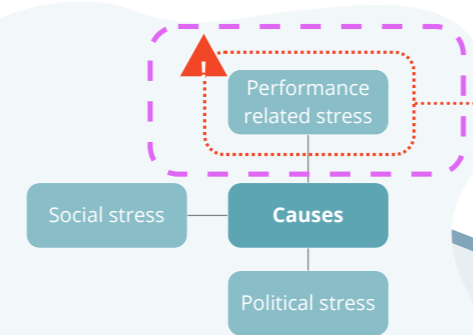 !
Performance
related stress
Social stress
Causes
Political stress